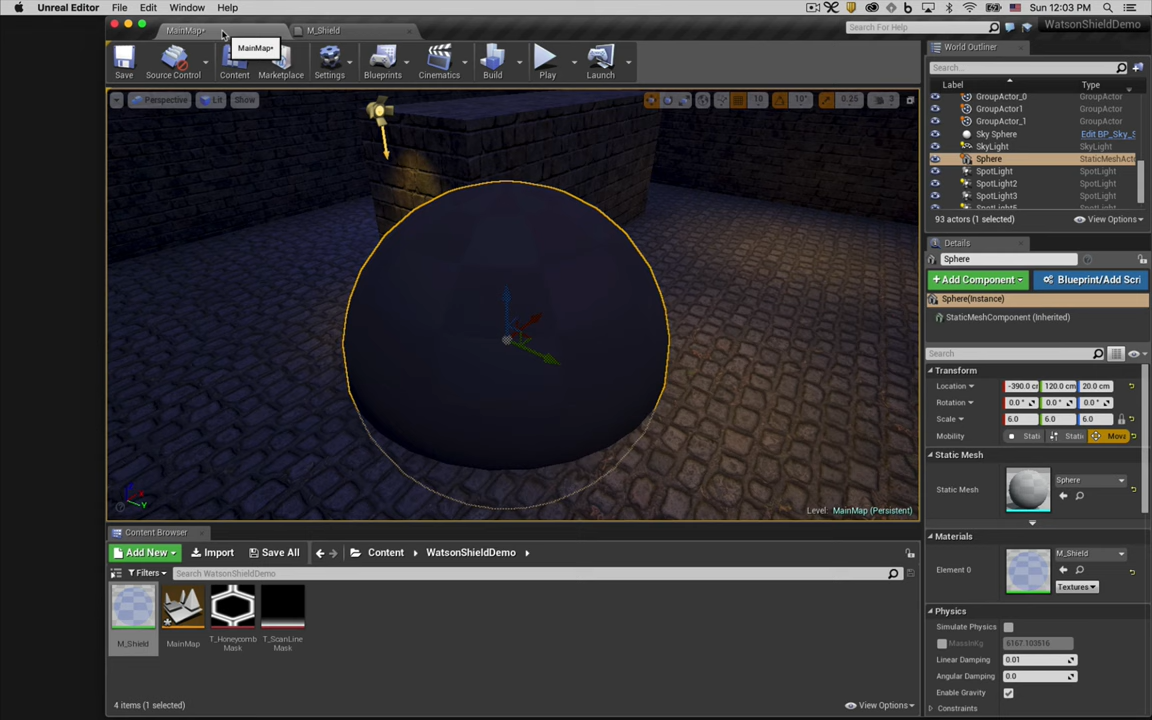 Unreal Editor File Edit Window Help Sun 12:03 PM
MainMap* M_Shield Search For Help WatsonShieldDemo
MainMap*
Save Source Control Content Marketplace Settings Blueprints Cinematics Build Play Launch
World Outliner
Search...
Label Type
Perspective Lit Show 10 10° 0.25 3
GroupActor_0 GroupActor
GroupActor1 GroupActor
GroupActor_1 GroupActor
Sky Sphere Edit BP_Sky_S
SkyLight SkyLight
Sphere StaticMeshActo
SpotLight SpotLight
SpotLight2 SpotLight
SpotLight3 SpotLight
93 actors (1 selected) View Options
Details
Sphere
+Add Component Blueprint/Add Scri
Sphere(Instance)
StaticMeshComponent (Inherited)
Search
Transform
Location -390.0 cm 120.0 cm 20.0 cm
Rotation 0.0° 0.0° 0.0°
Scale 6.0 6.0 6.0
Mobility Stati Statio Mova
Static Mesh
Static Mesh Sphere
Level: MainMap (Persistent)
Content Browser
Add New Import Save All Content WatsonShieldDemo
Filters Search WatsonShieldDemo
M_Shield MainMap T_Honeycomb Mask T_ScanLine Mask
4 items (1 selected) View Options
Materials
Element 0 M_Shield
Textures
Physics
Simulate Physics
MassInKg 6167.103516
Linear Damping 0.01
Angular Damping 0.0
Enable Gravity
Constraints